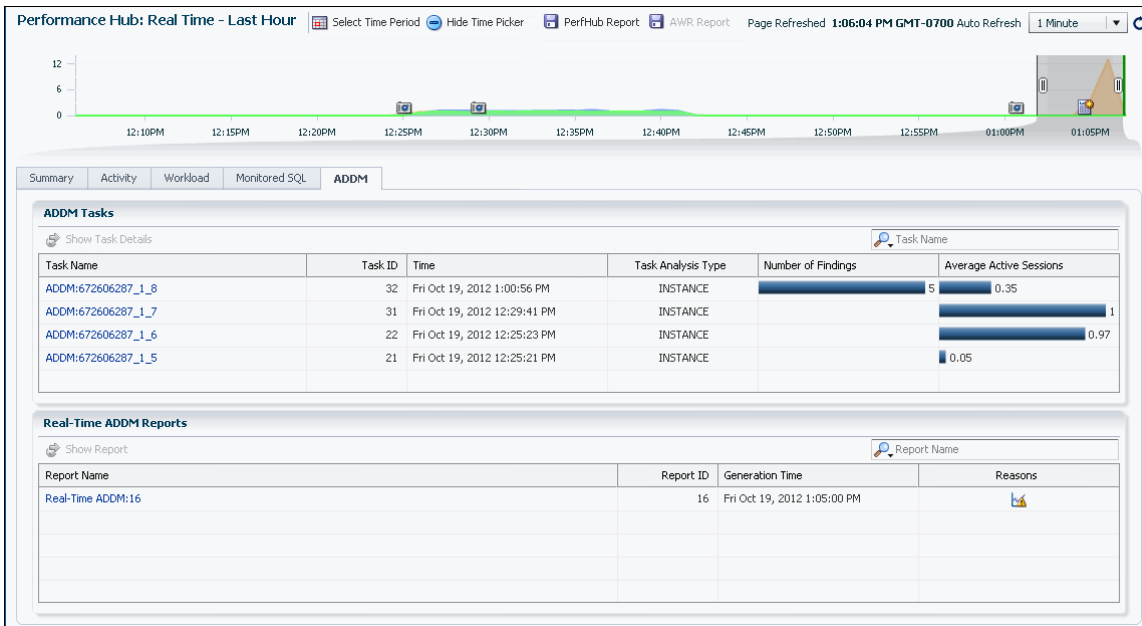 Performance Hub: Real Time - Last Hour Select Time Period Hide Time Picker PerfHub Report AWR Report Page Refreshed 1:06:04 PM GMT-0700 Auto Refresh 1 Minute
12
6
0
12:10PM 12:15PM 12:20PM 12:25PM 12:30PM 12:35PM 12:40PM 12:45PM 12:50PM 12:55PM 01:00PM 01:05PM
Summary Activity Workload Monitored SQL ADDM
ADDM Tasks
Show Task Details Task Name
Task Name Task ID Time Task Analysis Type Number of Findings Average Active Sessions
ADDM:672606287_1_8 32 Fri Oct 19, 2012 1:00:56 PM INSTANCE 5 0.35
ADDM:672606287_1_7 31 Fri Oct 19, 2012 12:29:41 PM INSTANCE 1
ADDM:672606287_1_6 22 Fri Oct 19, 2012 12:25:23 PM INSTANCE 0.97
ADDM:672606287_1_5 21 Fri Oct 19, 2012 12:25:21 PM INSTANCE 0.05
Real-Time ADDM Reports
Show Report Report Name
Report Name Report ID Generation Time Reasons
Real-Time ADDM:16 16 Fri Oct 19, 2012 1:05:00 PM